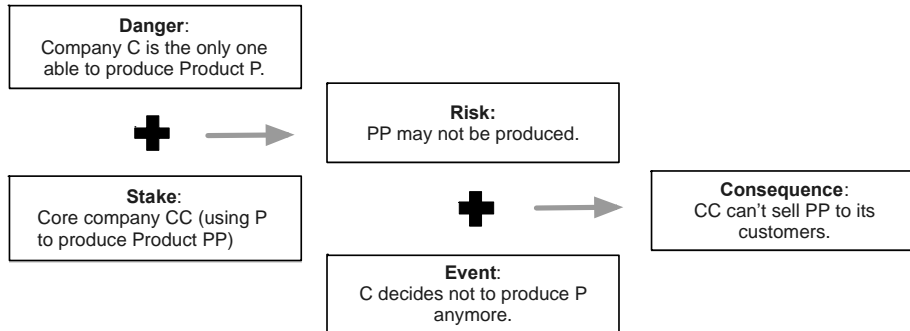 Danger:
Company C is the only one
able to produce Product P.
Stake:
Core company CC (using P
to produce Product PP)
Risk:
PP may not be produced.
Event:
C decides not to produce P
anymore.
Consequence:
CC can't sell PP to its
customers.